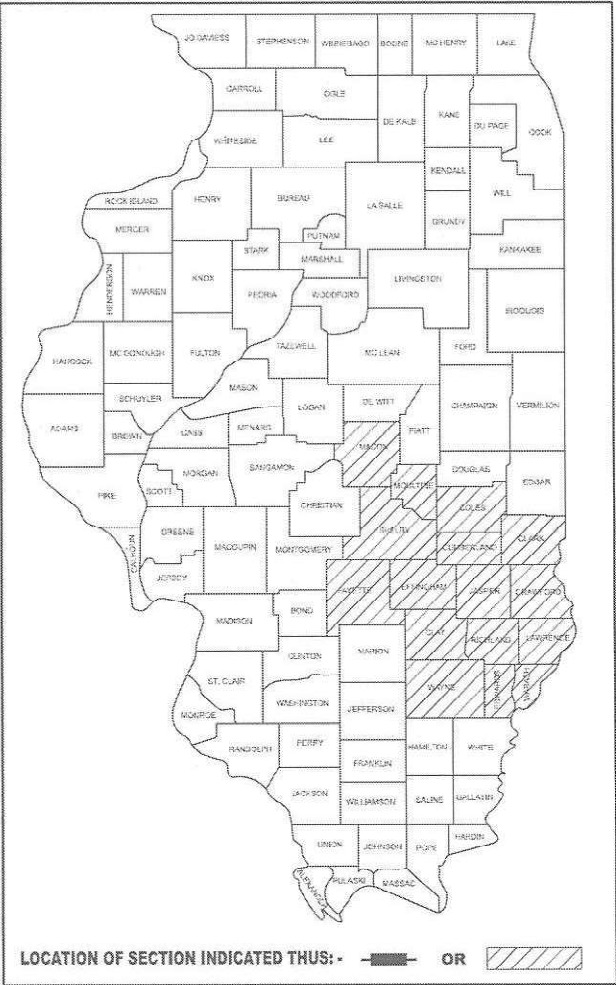 JO DAVIESS STEPHENSON WINNEBAGO BOONE MC HENRY LAKE
CARROLL OGLE DE KALB KANE DU PAGE COOK
WHITESIDE LEE
KENDALL WILL
ROCK ISLAND HENRY BUREAU LA SALLE GRUNDY
MERCER PUTNAM KANKAKEE
STARK MARSHALL
HENDERSON WARREN KNOX PEORIA WOODFORD LIVINGSTON IROQUOIS
HANCOCK MC DONOUGH FULTON TAZEWELL MC LEAN FORD
MASON
SCHUYLER LOGAN DE WITT CHAMPAIGN VERMILION
ADAMS BROWN CASS MENARD PIATT
MACON
PIKE SCOTT MORGAN SANGAMON MOULTRIE DOUGLAS EDGAR
CHRISTIAN COLES
CALHOUN GREENE MACOUPIN MONTGOMERY SHELBY CUMBERLAND CLARK
JERSEY FAYETTE EFFINGHAM JASPER CRAWFORD
MADISON BOND
CLINTON MARION CLAY RICHLAND LAWRENCE
ST. CLAIR WAYNE EDWARDS WABASH
MONROE WASHINGTON JEFFERSON
RANDOLPH PERRY HAMILTON WHITE
FRANKLIN
JACKSON WILLIAMSON SALINE GALLATIN
UNION JOHNSON POPE HARDIN
ALEXANDER PULASKI MASSAC
LOCATION OF SECTION INDICATED THUS: - OR